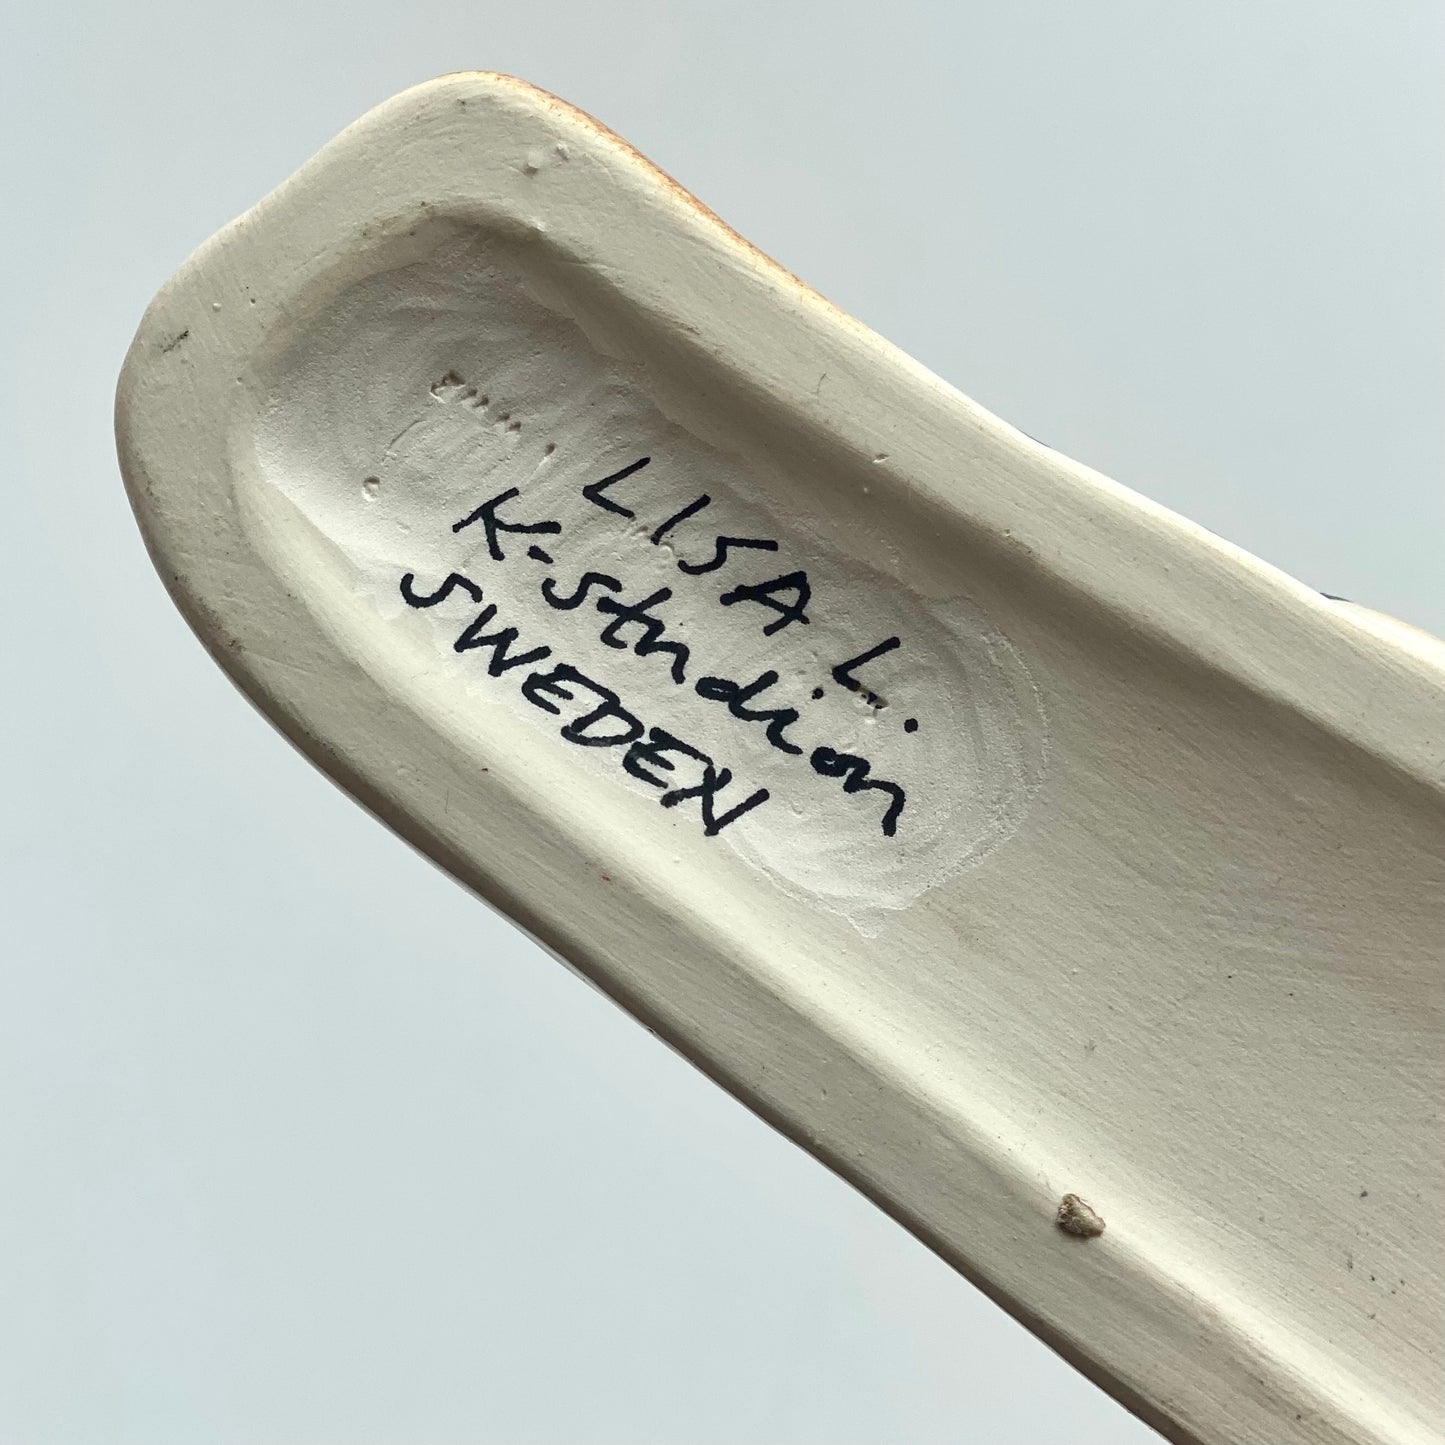 LISA L.
K-Studion
SWEDEN